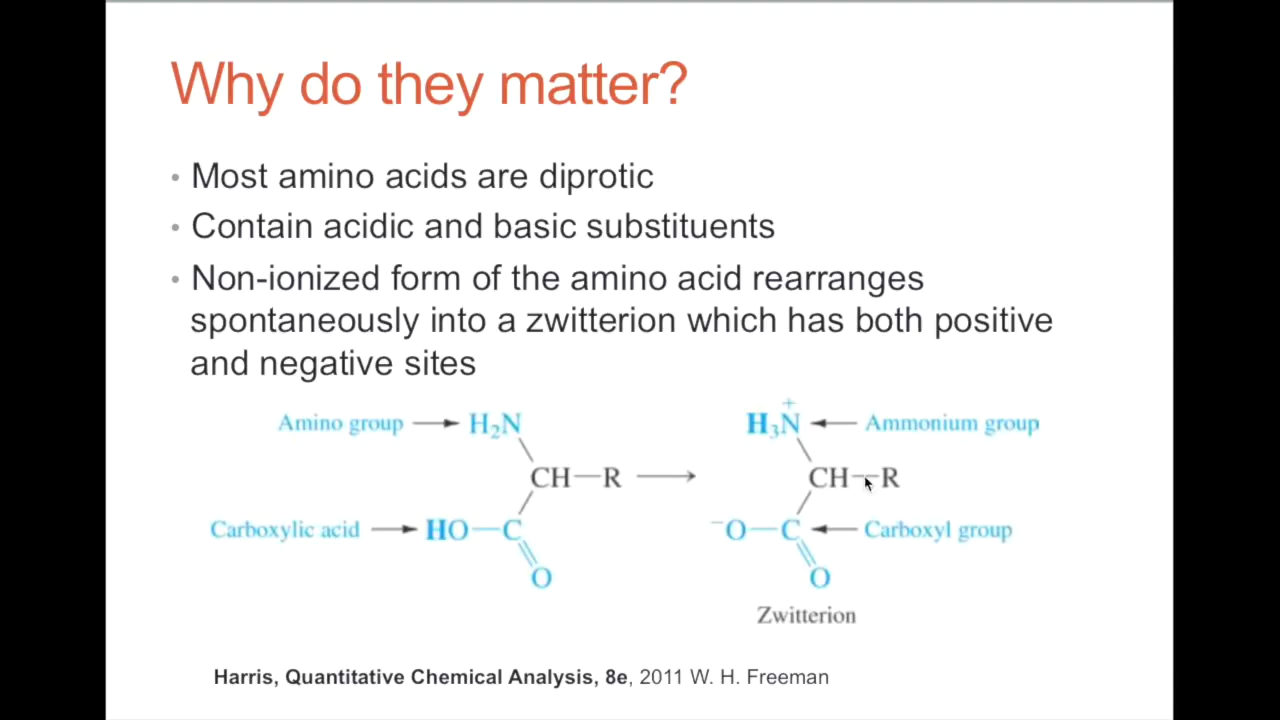 Why do they matter?
• Most amino acids are diprotic
• Contain acidic and basic substituents
• Non-ionized form of the amino acid rearranges
spontaneously into a zwitterion which has both positive
and negative sites
Amino group → H₂N
H₃N⁺ ← Ammonium group
CH—R →
CH—R
Carboxylic acid → HO—C
⁻O—C ← Carboxyl group
O
O
Zwitterion
Harris, Quantitative Chemical Analysis, 8e, 2011 W. H. Freeman